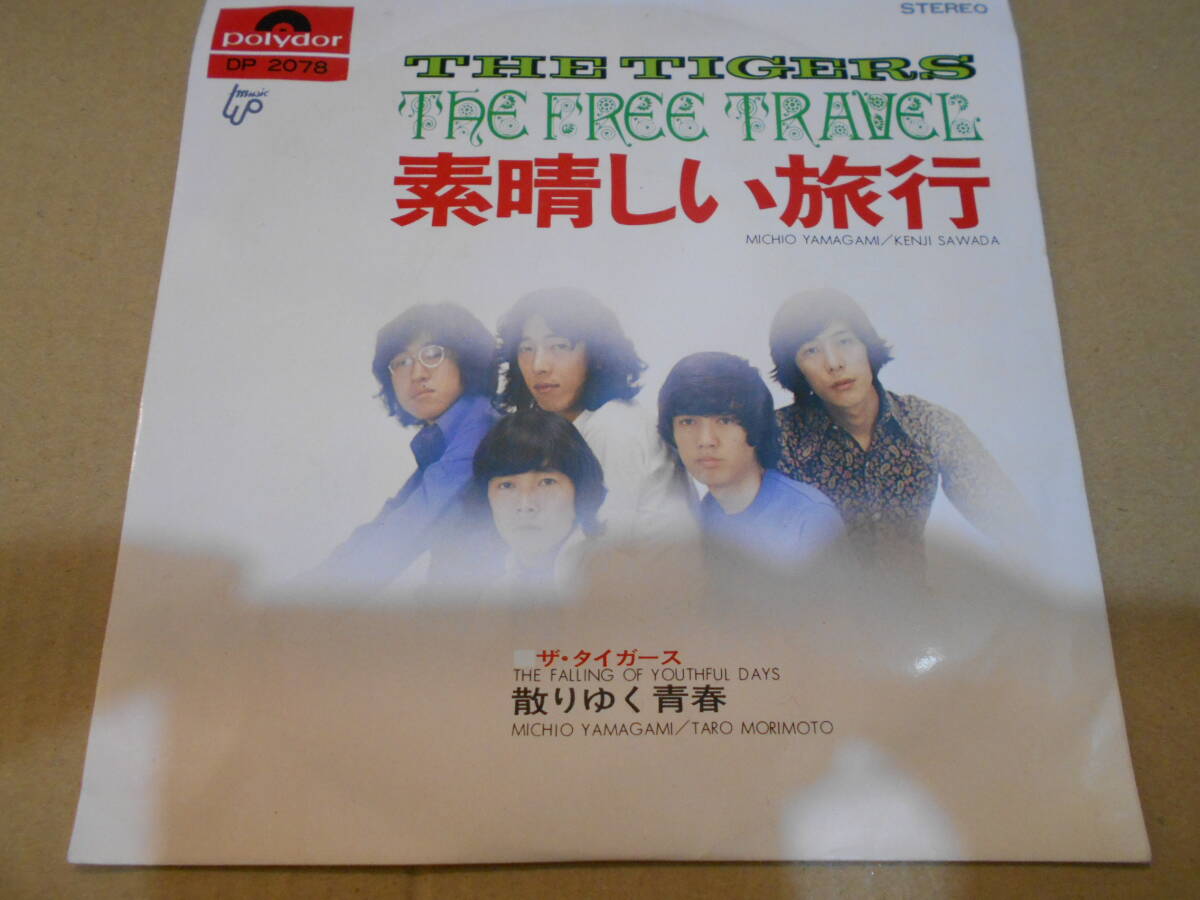 polydor
DP 2078
music
STEREO
THE TIGERS
THE FREE TRAVEL
素晴しい旅行
MICHIO YAMAGAMI/KENJI SAWADA
ザ・タイガース
THE FALLING OF YOUTHFUL DAYS
散りゆく青春
MICHIO YAMAGAMI/TARO MORIMOTO